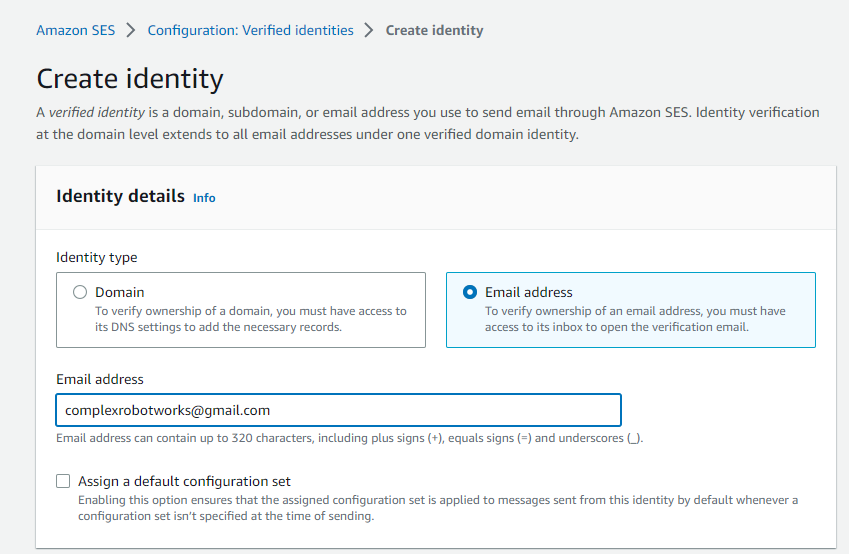 Amazon SES > Configuration: Verified identities > Create identity
Create identity
A verified identity is a domain, subdomain, or email address you use to send email through Amazon SES. Identity verification
at the domain level extends to all email addresses under one verified domain identity.
Identity details Info
Identity type
Domain
To verify ownership of a domain, you must have access to
its DNS settings to add the necessary records.
Email address
To verify ownership of an email address, you must have
access to its inbox to open the verification email.
Email address
complexrobotworks@gmail.com
Email address can contain up to 320 characters, including plus signs (+), equals signs (=) and underscores (_).
Assign a default configuration set
Enabling this option ensures that the assigned configuration set is applied to messages sent from this identity by default whenever a
configuration set isn't specified at the time of sending.